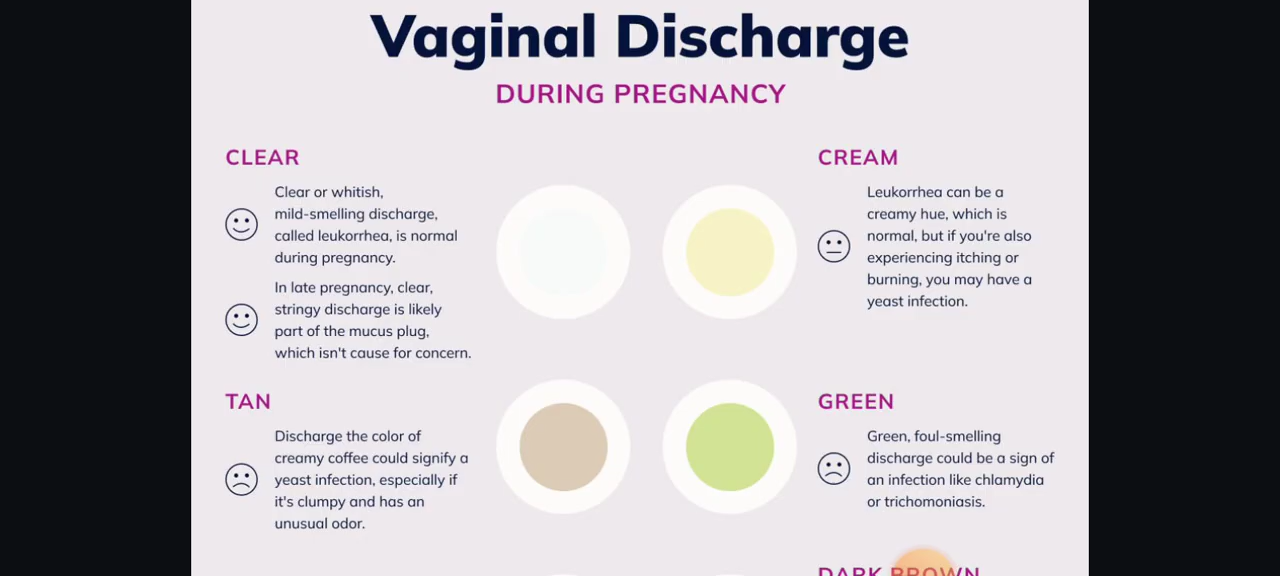 Vaginal Discharge
DURING PREGNANCY
CLEAR
Clear or whitish,
mild-smelling discharge,
called leukorrhea, is normal
during pregnancy.
In late pregnancy, clear,
stringy discharge is likely
part of the mucus plug,
which isn't cause for concern.
CREAM
Leukorrhea can be a
creamy hue, which is
normal, but if you're also
experiencing itching or
burning, you may have a
yeast infection.
TAN
Discharge the color of
creamy coffee could signify a
yeast infection, especially if
it's clumpy and has an
unusual odor.
GREEN
Green, foul-smelling
discharge could be a sign of
an infection like chlamydia
or trichomoniasis.
DARK BROWN